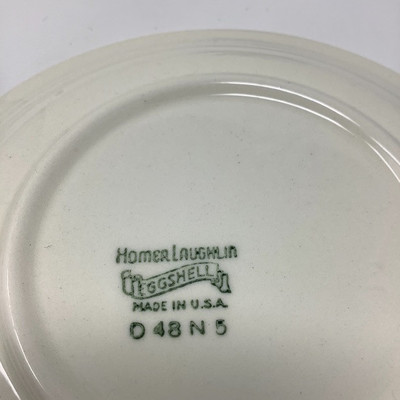 HOMER LAUGHLIN
EGGSHELL
MADE IN U.S.A.
D 48 N 5